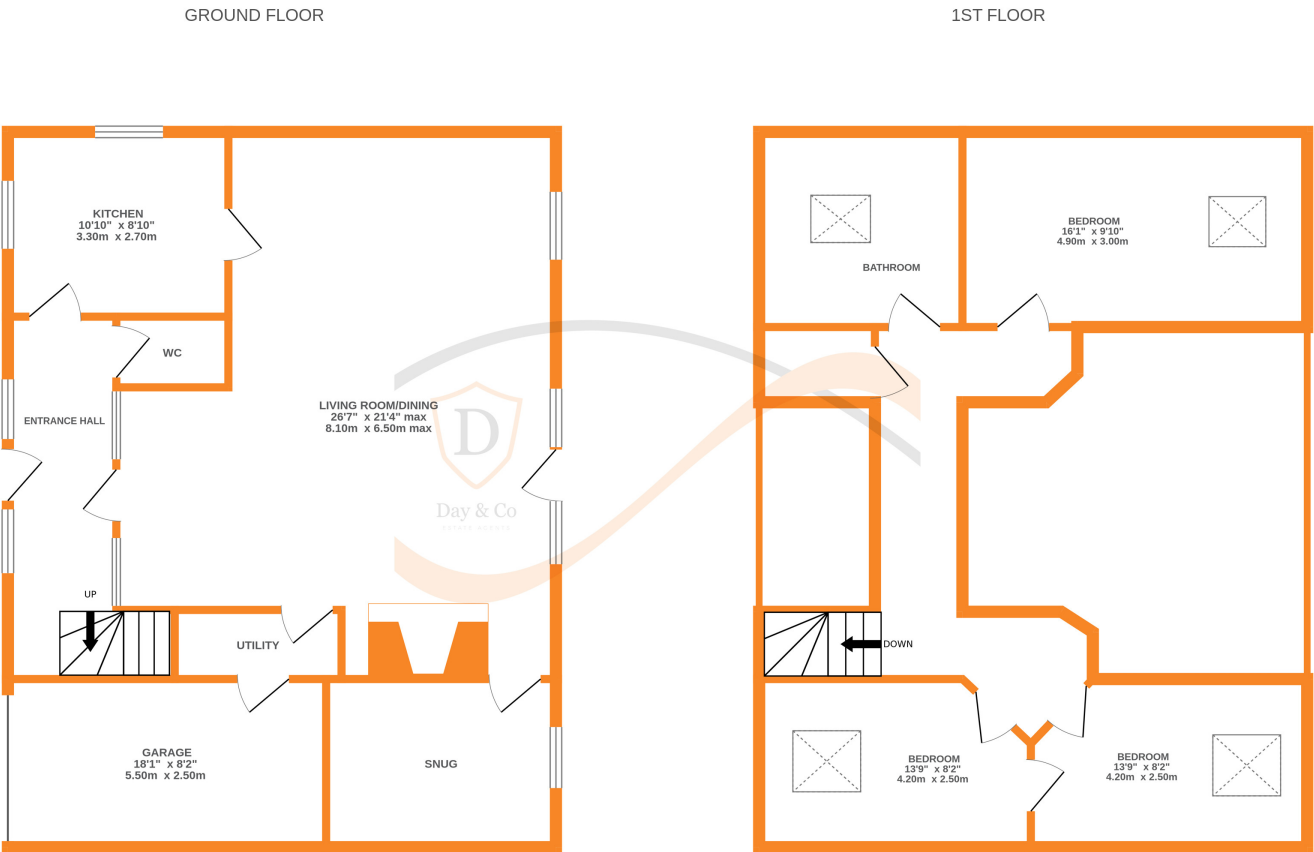 GROUND FLOOR
1ST FLOOR
KITCHEN
10'10" x 8'10"
3.30m x 2.70m
WC
ENTRANCE HALL
LIVING ROOM/DINING
26'7" x 21'4" max
8.10m x 6.50m max
D
Day & Co
ESTATE AGENTS
UP
UTILITY
GARAGE
18'1" x 8'2"
5.50m x 2.50m
SNUG
BATHROOM
BEDROOM
16'1" x 9'10"
4.90m x 3.00m
DOWN
BEDROOM
13'9" x 8'2"
4.20m x 2.50m
BEDROOM
13'9" x 8'2"
4.20m x 2.50m